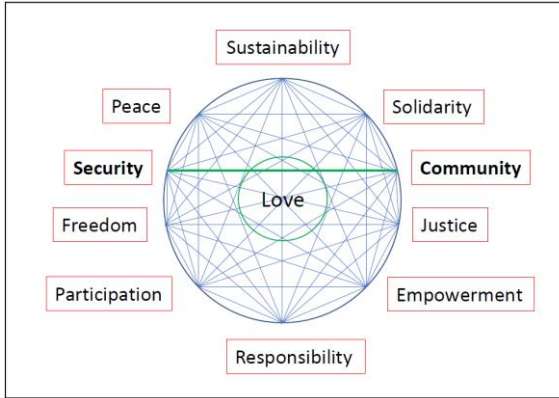 Sustainability
Peace
Solidarity
Security
Community
Love
Freedom
Justice
Participation
Empowerment
Responsibility